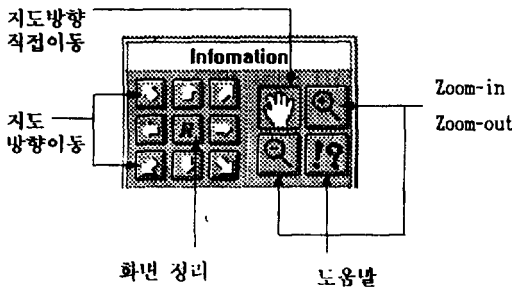 지도방향
직접이동
Infomation
Zoom-in
Zoom-out
지도
방향이동
N
!?
화면 정리
도움말